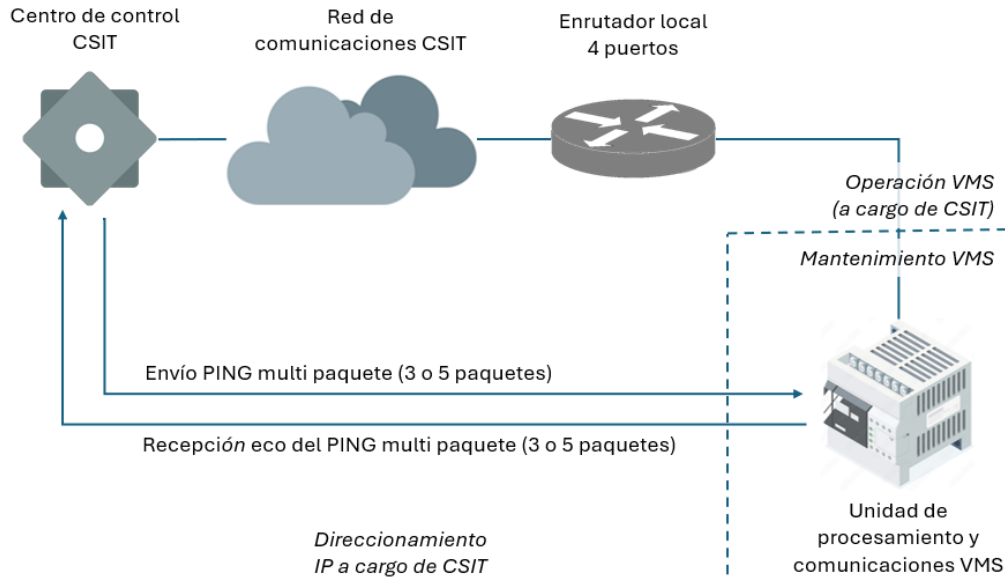 Centro de control
CSIT
Red de
comunicaciones CSIT
Enrutador local
4 puertos
Operación VMS
(a cargo de CSIT)
Mantenimiento VMS
Envío PING multi paquete (3 o 5 paquetes)
Recepción eco del PING multi paquete (3 o 5 paquetes)
Unidad de
procesamiento y
comunicaciones VMS
Direccionamiento
IP a cargo de CSIT